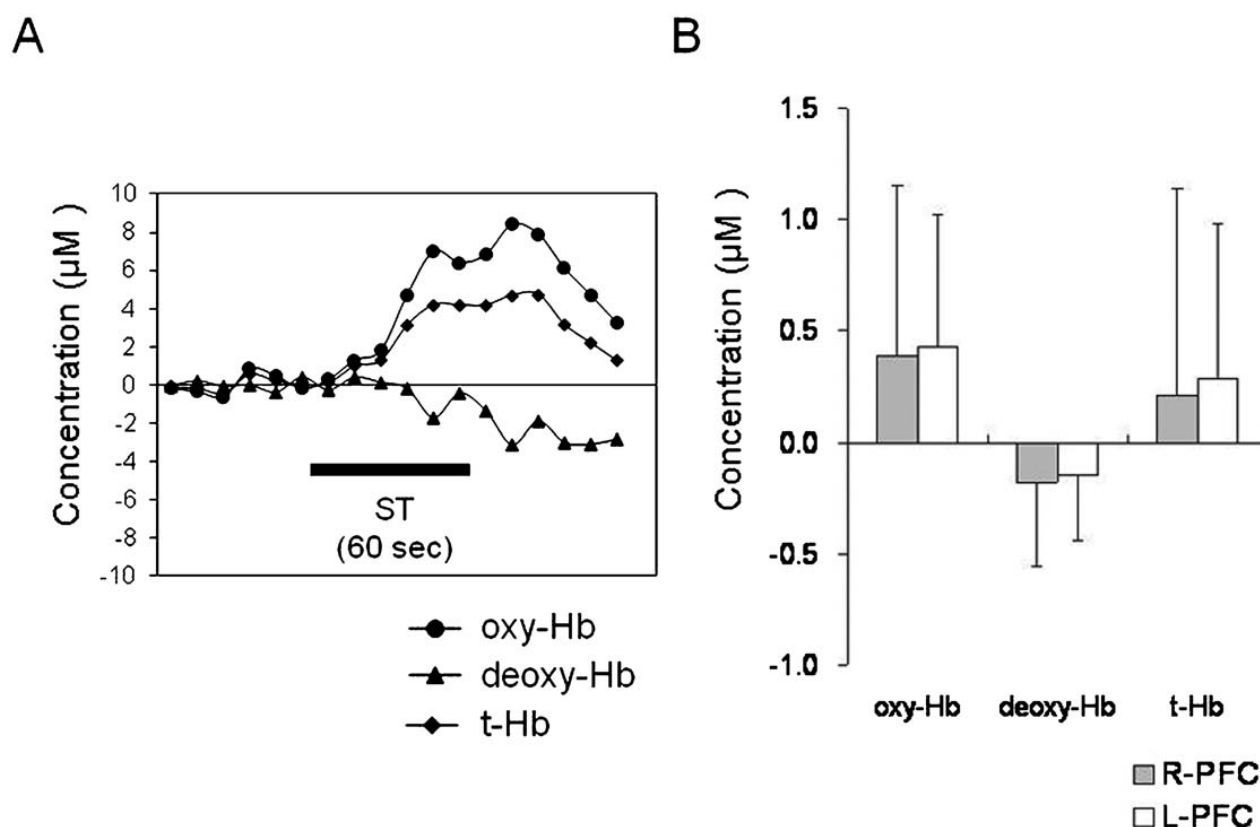 A
Concentration (μM )
10
8
6
4
2
0
-2
-4
-6
-8
-10
ST
(60 sec)
oxy-Hb
deoxy-Hb
t-Hb
B
Concentration (μM )
1.5
1.0
0.5
0.0
-0.5
-1.0
oxy-Hb deoxy-Hb t-Hb
R-PFC
L-PFC